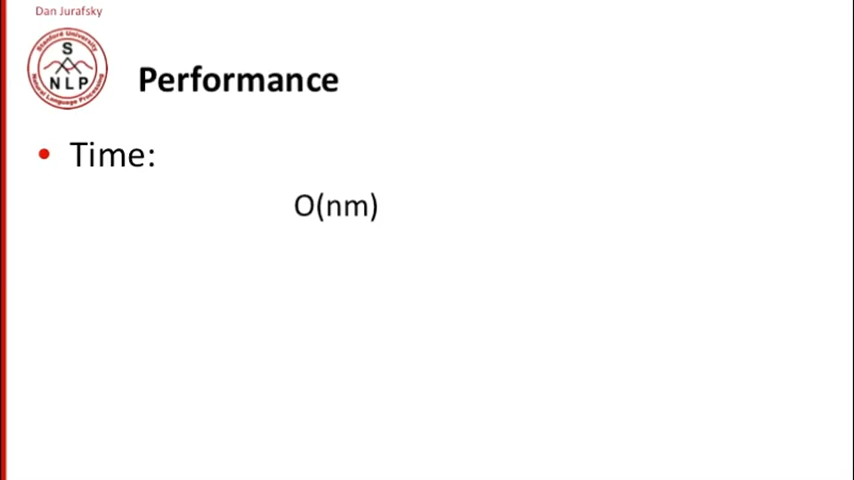 Dan Jurafsky
Stanford University
S
NLP
Natural Language Processing
Performance
• Time:
O(nm)